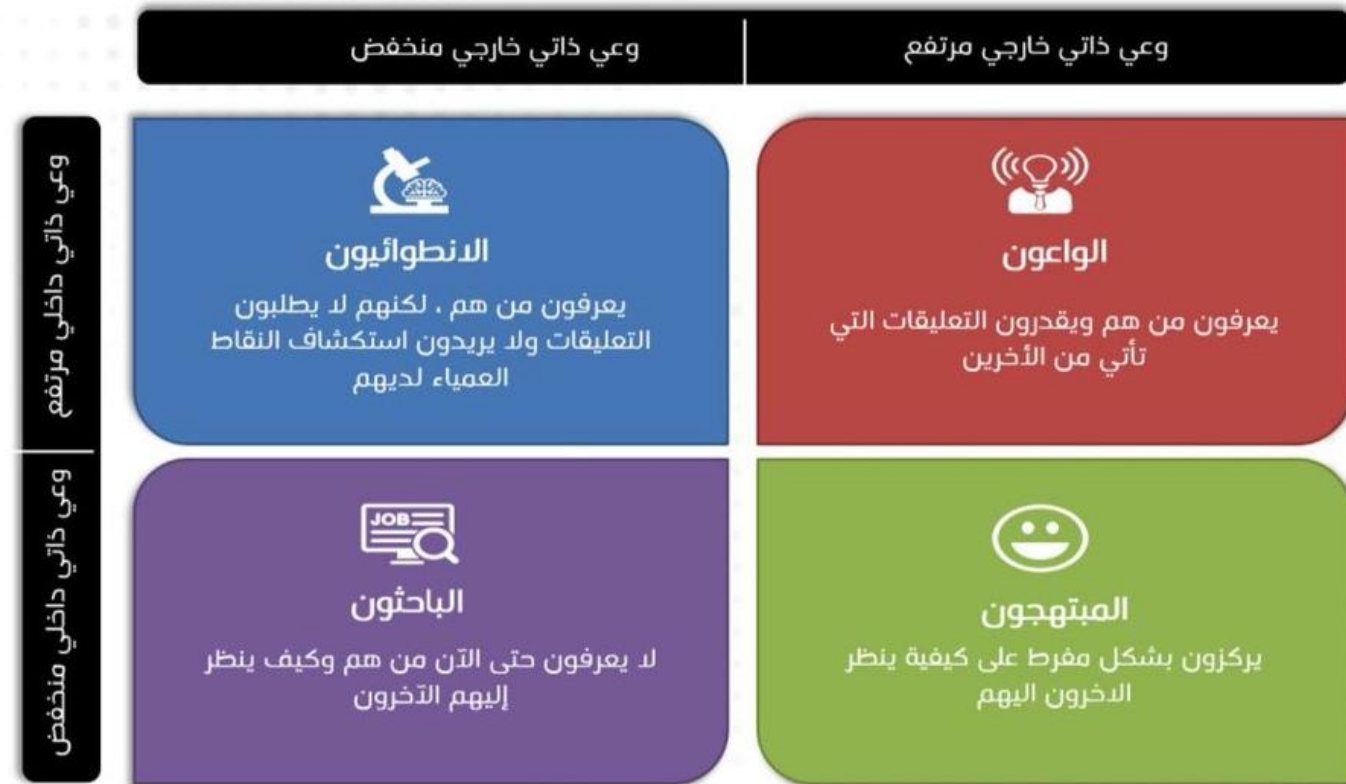 وعي ذاتي خارجي مرتفع
وعي ذاتي خارجي منخفض
وعي ذاتي داخلي مرتفع
الواعون
يعرفون من هم ويقدرون التعليقات التي
تأتي من الأخرين
الانطوائيون
يعرفون من هم ، لكنهم لا يطلبون
التعليقات ولا يريدون استكشاف النقاط
العمياء لديهم
وعي ذاتي داخلي منخفض
المبتهجون
يركزون بشكل مفرط على كيفية ينظر
الاخرون اليهم
JOB
الباحثون
لا يعرفون حتى الآن من هم وكيف ينظر
إليهم الآخرون